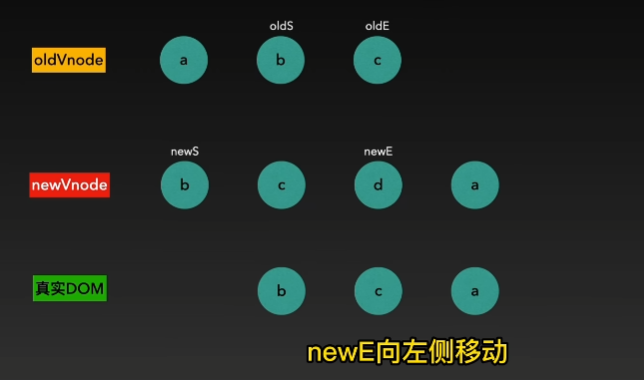 oldS oldE
oldVnode a b c
newS newE
newVnode b c d a
真实DOM b c a
newE向左侧移动